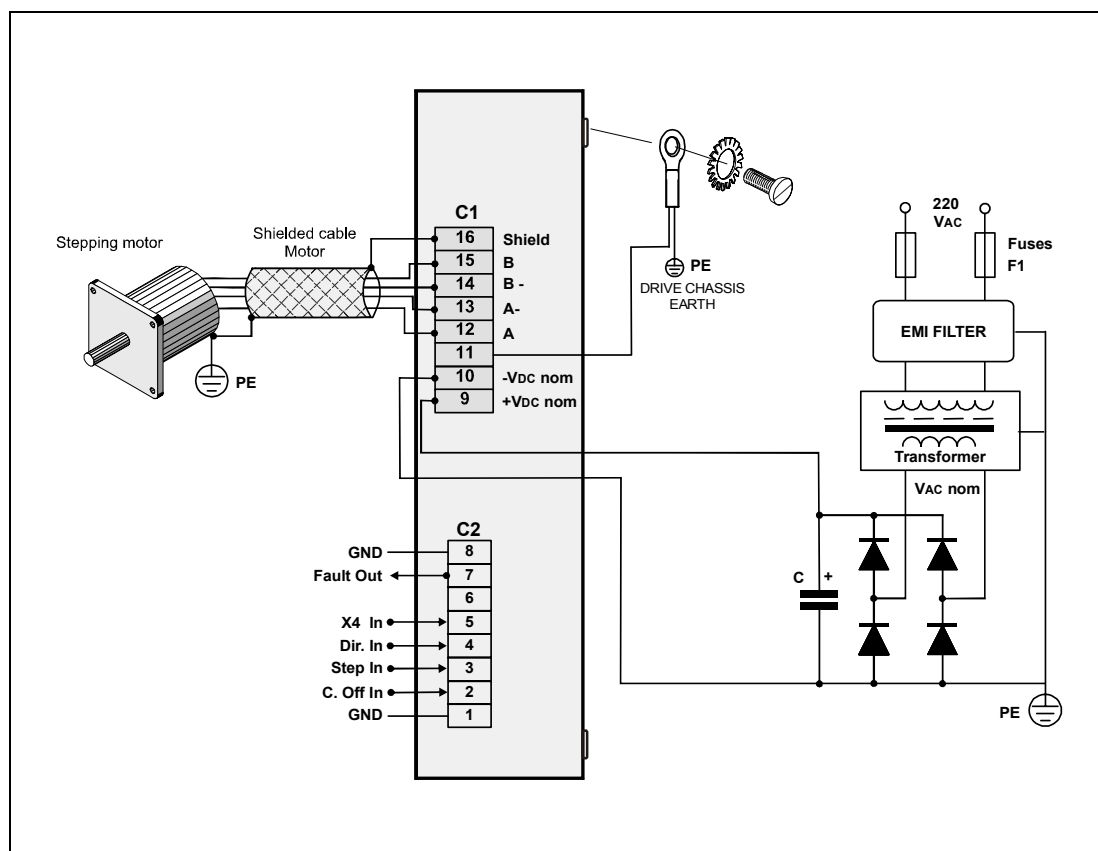 Stepping motor
Shielded cable
Motor
PE
C1
16 Shield
15 B
14 B -
13 A-
12 A
11
10 -VDC nom
9 +VDC nom
PE
DRIVE CHASSIS
EARTH
220
VAC
Fuses
F1
EMI FILTER
Transformer
VAC nom
C +
PE
C2
GND 8
Fault Out 7
6
X4 In 5
Dir. In 4
Step In 3
C. Off In 2
GND 1